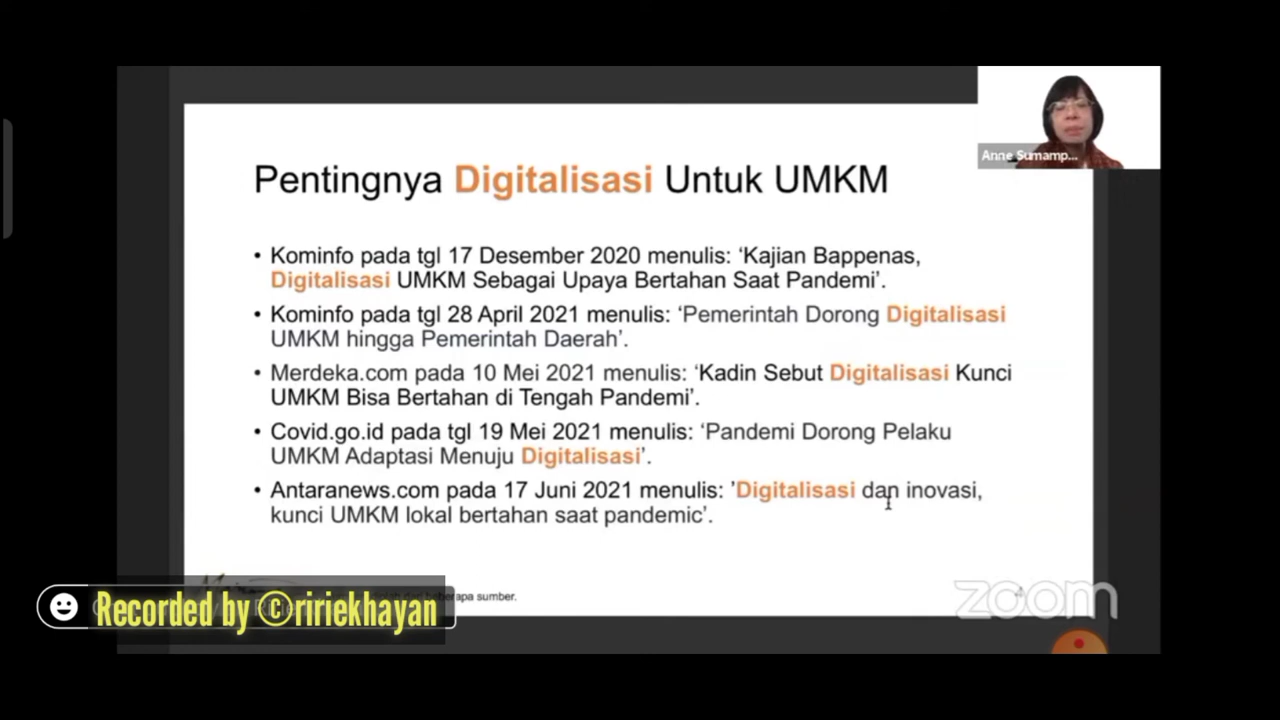 Anne Sumamp...
Pentingnya Digitalisasi Untuk UMKM
• Kominfo pada tgl 17 Desember 2020 menulis: ‘Kajian Bappenas,
Digitalisasi UMKM Sebagai Upaya Bertahan Saat Pandemi’.
• Kominfo pada tgl 28 April 2021 menulis: ‘Pemerintah Dorong Digitalisasi
UMKM hingga Pemerintah Daerah’.
• Merdeka.com pada 10 Mei 2021 menulis: ‘Kadin Sebut Digitalisasi Kunci
UMKM Bisa Bertahan di Tengah Pandemi’.
• Covid.go.id pada tgl 19 Mei 2021 menulis: ‘Pandemi Dorong Pelaku
UMKM Adaptasi Menuju Digitalisasi’.
• Antaranews.com pada 17 Juni 2021 menulis: ’Digitalisasi dan inovasi,
kunci UMKM lokal bertahan saat pandemic’.
beberapa sumber.
zoom
Recorded by ©ririekhayan